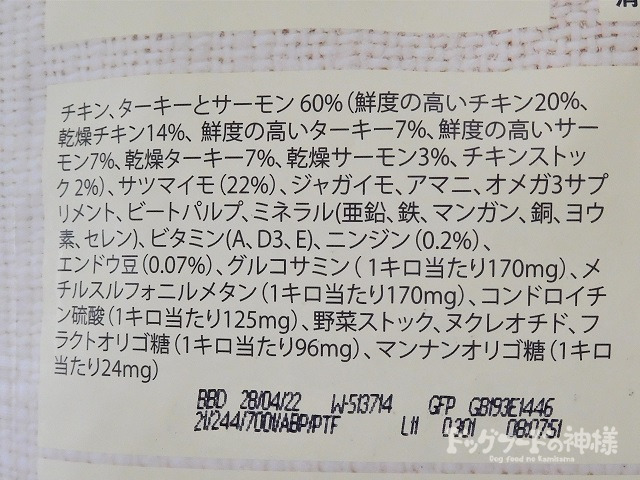 チキン、ターキーとサーモン 60%（鮮度の高いチキン20%、
乾燥チキン14%、鮮度の高いターキー7%、鮮度の高いサー
モン7%、乾燥ターキー7%、乾燥サーモン3%、チキンストッ
ク2%）、サツマイモ（22%）、ジャガイモ、アマニ、オメガ3サプ
リメント、ビートパルプ、ミネラル(亜鉛、鉄、マンガン、銅、ヨウ
素、セレン)、ビタミン(A、D3、E)、ニンジン（0.2%）、
エンドウ豆（0.07%）、グルコサミン（ 1キロ当たり170mg）、メ
チルスルフォニルメタン（1キロ当たり170mg）、コンドロイチ
ン硫酸（1キロ当たり125mg）、野菜ストック、ヌクレオチド、フ
ラクトオリゴ糖（1キロ当たり96mg）、マンナンオリゴ糖（1キロ
当たり24mg）
BBD 28/04/22 W-513714 GFP GB193E1446
21/244/700NABP/PTF L11 0301 08:0751
ドッグフードの神様
Dog food no Kamisama